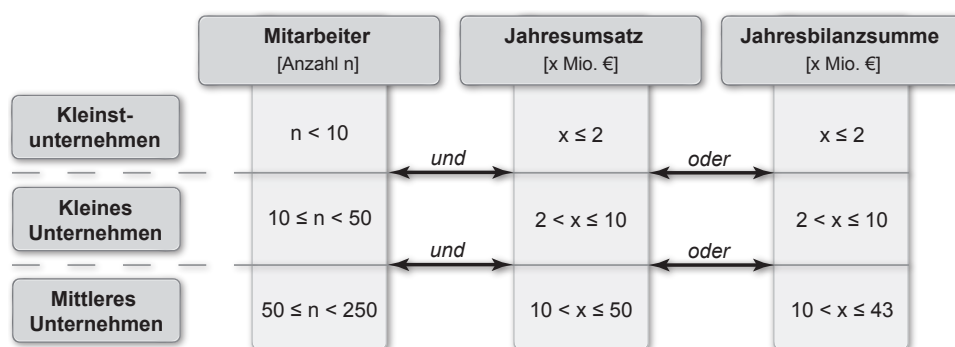 Mitarbeiter
[Anzahl n]
Jahresumsatz
[x Mio. €]
Jahresbilanzsumme
[x Mio. €]
Kleinst-
unternehmen
n < 10
x ≤ 2
x ≤ 2
und
oder
Kleines
Unternehmen
10 ≤ n < 50
2 < x ≤ 10
2 < x ≤ 10
und
oder
Mittleres
Unternehmen
50 ≤ n < 250
10 < x ≤ 50
10 < x ≤ 43